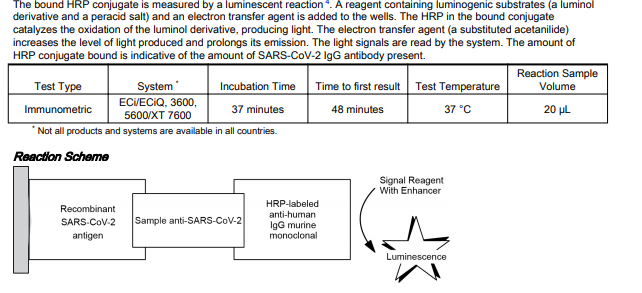 The bound HRP conjugate is measured by a luminescent reaction 4. A reagent containing luminogenic substrates (a luminol
derivative and a peracid salt) and an electron transfer agent is added to the wells. The HRP in the bound conjugate
catalyzes the oxidation of the luminol derivative, producing light. The electron transfer agent (a substituted acetanilide)
increases the level of light produced and prolongs its emission. The light signals are read by the system. The amount of
HRP conjugate bound is indicative of the amount of SARS-CoV-2 IgG antibody present.
Test Type System * Incubation Time Time to first result Test Temperature Reaction Sample Volume
Immunometric ECi/ECiQ, 3600, 5600/XT 7600 37 minutes 48 minutes 37 °C 20 µL
* Not all products and systems are available in all countries.
Reaction Scheme
Recombinant
SARS-CoV-2
antigen
Sample anti-SARS-CoV-2
HRP-labeled
anti-human
IgG murine
monoclonal
Signal Reagent
With Enhancer
Luminescence